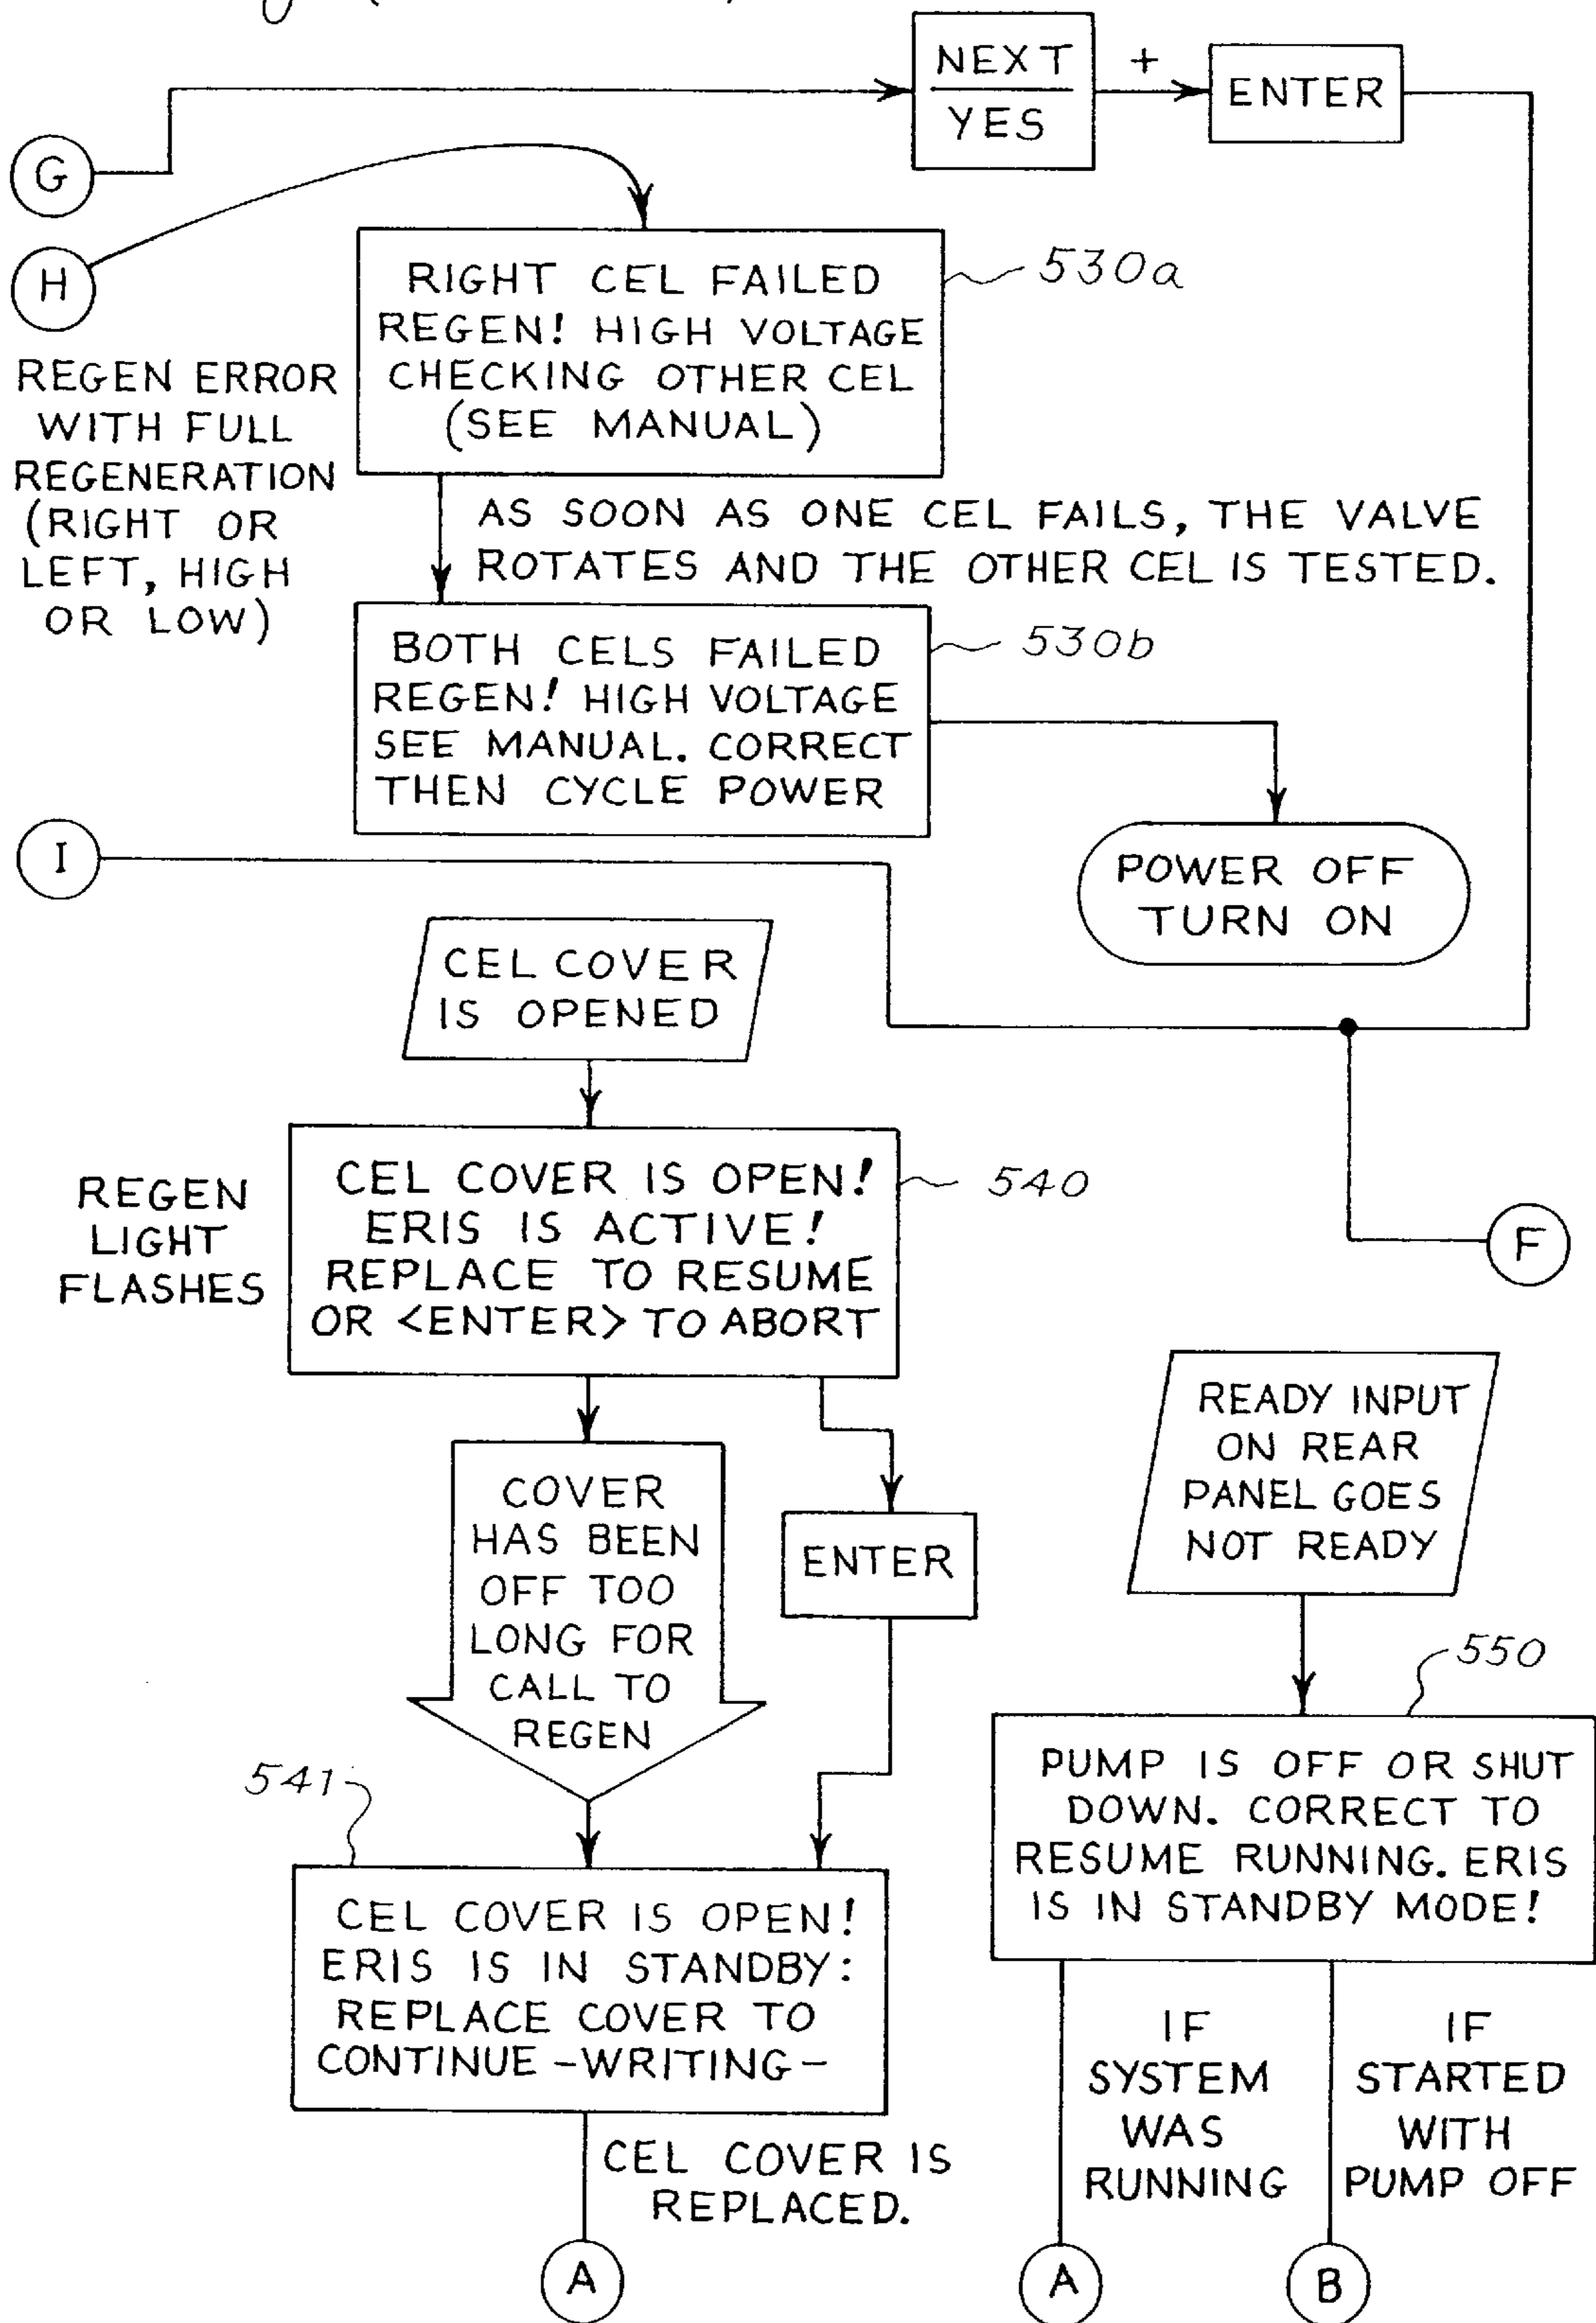 NEXT
YES
+
ENTER
G
H
RIGHT CEL FAILED
REGEN! HIGH VOLTAGE
CHECKING OTHER CEL
(SEE MANUAL)
530a
REGEN ERROR
WITH FULL
REGENERATION
(RIGHT OR
LEFT, HIGH
OR LOW)
AS SOON AS ONE CEL FAILS, THE VALVE
ROTATES AND THE OTHER CEL IS TESTED.
BOTH CELS FAILED
REGEN! HIGH VOLTAGE
SEE MANUAL. CORRECT
THEN CYCLE POWER
530b
I
POWER OFF
TURN ON
CEL COVER
IS OPENED
REGEN
LIGHT
FLASHES
CEL COVER IS OPEN!
ERIS IS ACTIVE!
REPLACE TO RESUME
OR <ENTER> TO ABORT
540
F
COVER
HAS BEEN
OFF TOO
LONG FOR
CALL TO
REGEN
ENTER
READY INPUT
ON REAR
PANEL GOES
NOT READY
541
550
CEL COVER IS OPEN!
ERIS IS IN STANDBY:
REPLACE COVER TO
CONTINUE -WRITING-
PUMP IS OFF OR SHUT
DOWN. CORRECT TO
RESUME RUNNING. ERIS
IS IN STANDBY MODE!
CEL COVER IS
REPLACED.
IF
SYSTEM
WAS
RUNNING
IF
STARTED
WITH
PUMP OFF
A
A
B